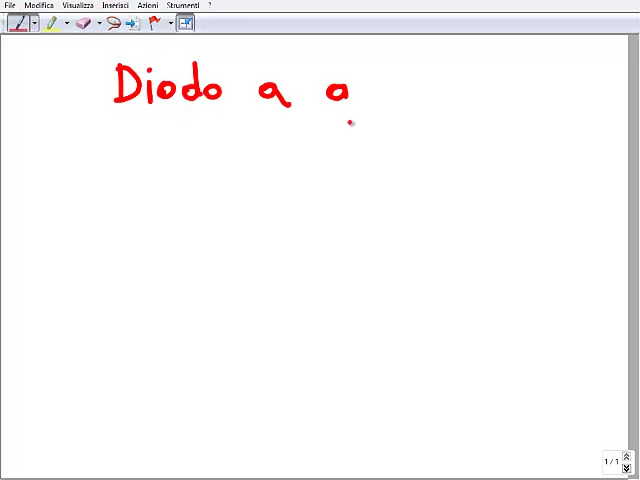 File Modifica Visualizza Inserisci Azioni Strumenti ?
Diodo a a
1 / 1